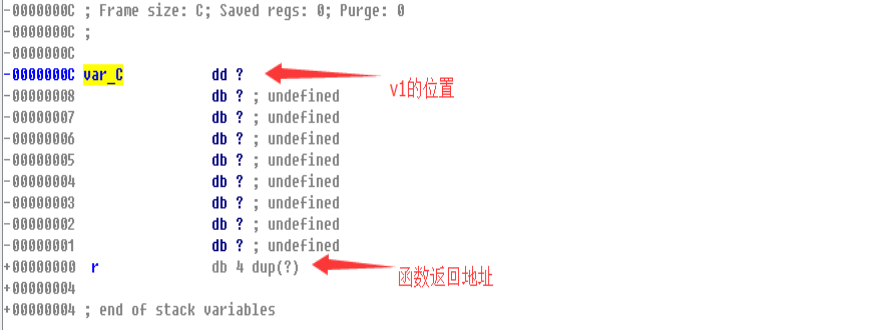 -0000000C ; Frame size: C; Saved regs: 0; Purge: 0
-0000000C ;
-0000000C
-0000000C var_C dd ?
v1的位置
-00000008 db ? ; undefined
-00000007 db ? ; undefined
-00000006 db ? ; undefined
-00000005 db ? ; undefined
-00000004 db ? ; undefined
-00000003 db ? ; undefined
-00000002 db ? ; undefined
-00000001 db ? ; undefined
+00000000 r db 4 dup(?)
函数返回地址
+00000004
+00000004 ; end of stack variables